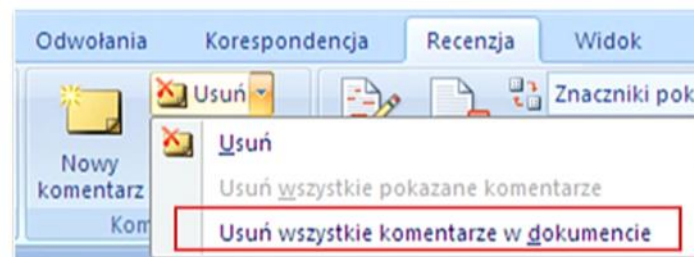 Odwołania Korespondencja Recenzja Widok
Usuń Znaczniki pok
Nowy
komentarz
Kom
Usuń
Usuń wszystkie pokazane komentarze
Usuń wszystkie komentarze w dokumencie